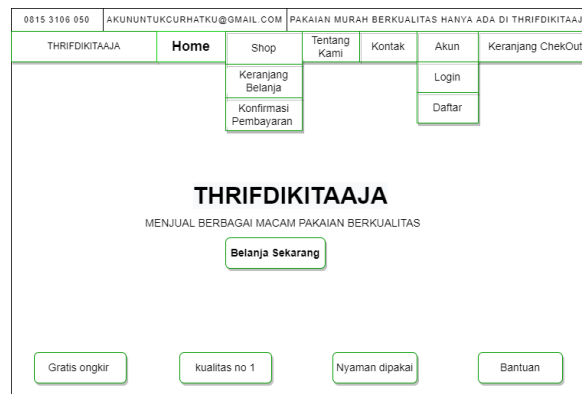 0815 3106 050 AKUNUNTUKCURHATKU@GMAIL.COM PAKAIAN MURAH BERKUALITAS HANYA ADA DI THRIFDIKITAAJ
THRIFDIKITAAJA Home Shop Tentang Kami Kontak Akun Keranjang ChekOut
Keranjang Belanja Login
Konfirmasi Pembayaran Daftar
THRIFDIKITAAJA
MENJUAL BERBAGAI MACAM PAKAIAN BERKUALITAS
Belanja Sekarang
Gratis ongkir kualitas no 1 Nyaman dipakai Bantuan